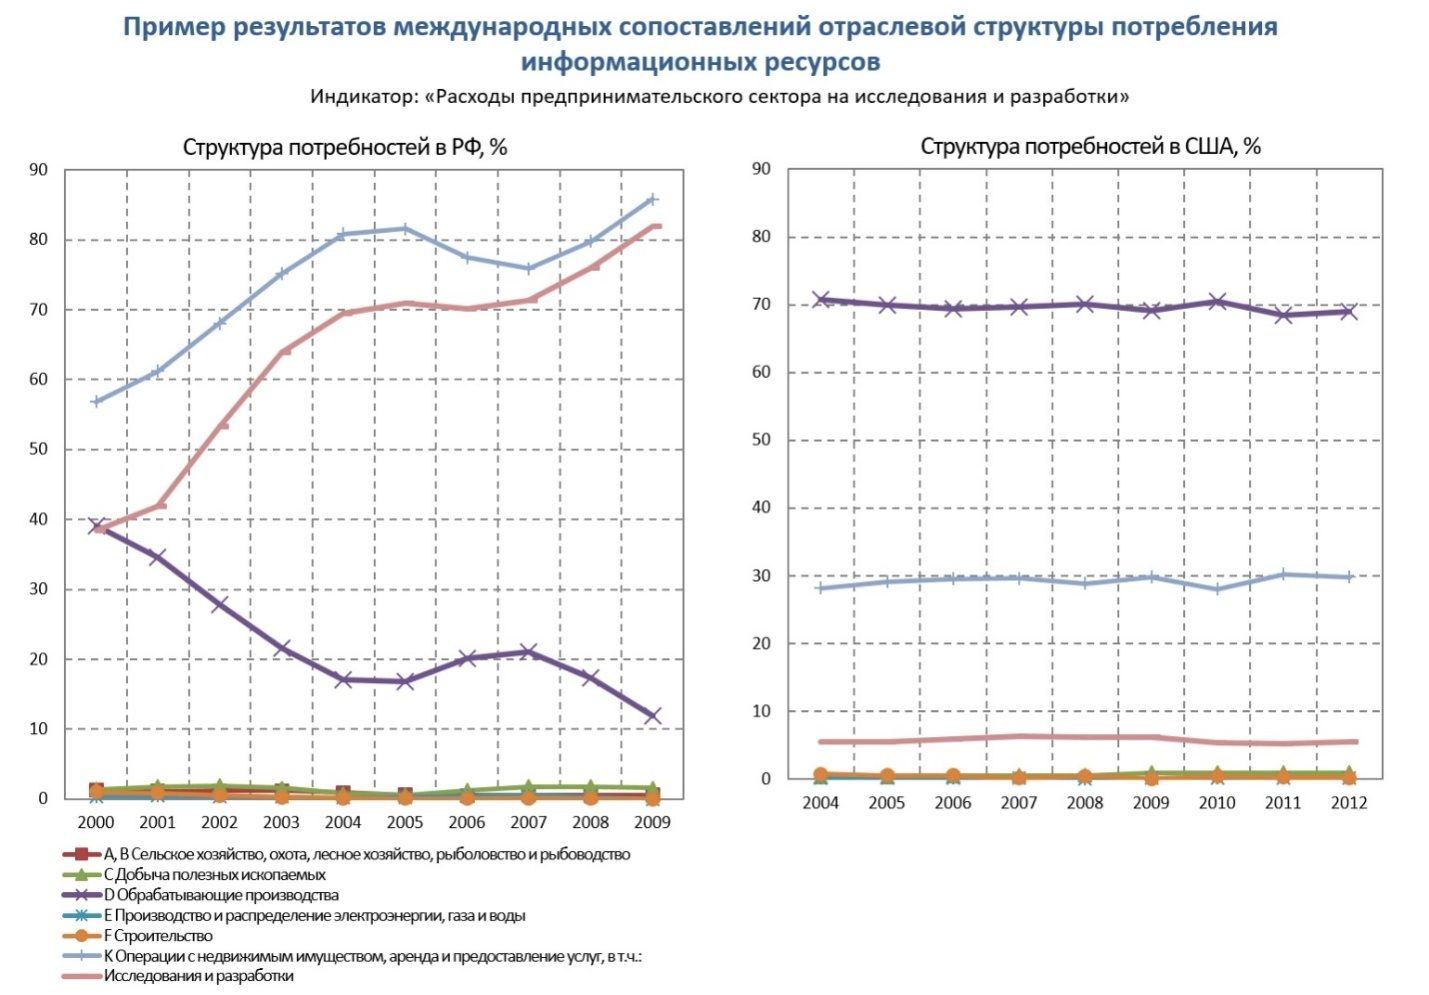 Пример результатов международных сопоставлений отраслевой структуры потребления
информационных ресурсов
Индикатор: «Расходы предпринимательского сектора на исследования и разработки»
Структура потребностей в РФ, %
90
80
70
60
50
40
30
20
10
0
2000 2001 2002 2003 2004 2005 2006 2007 2008 2009
Структура потребностей в США, %
90
80
70
60
50
40
30
20
10
0
2004 2005 2006 2007 2008 2009 2010 2011 2012
А, В Сельское хозяйство, охота, лесное хозяйство, рыболовство и рыбоводство
С Добыча полезных ископаемых
D Обрабатывающие производства
Е Производство и распределение электроэнергии, газа и воды
F Строительство
К Операции с недвижимым имуществом, аренда и предоставление услуг, в т.ч.:
Исследования и разработки